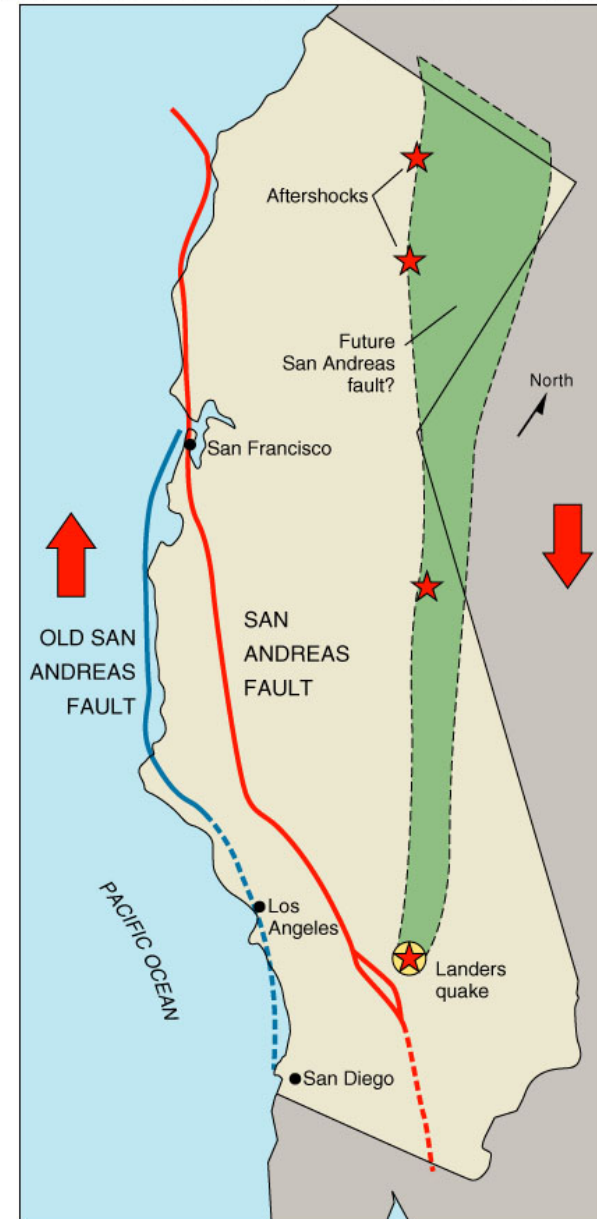 Aftershocks
Future
San Andreas
fault?
North
San Francisco
OLD SAN
ANDREAS
FAULT
SAN
ANDREAS
FAULT
PACIFIC OCEAN
Los
Angeles
Landers
quake
San Diego